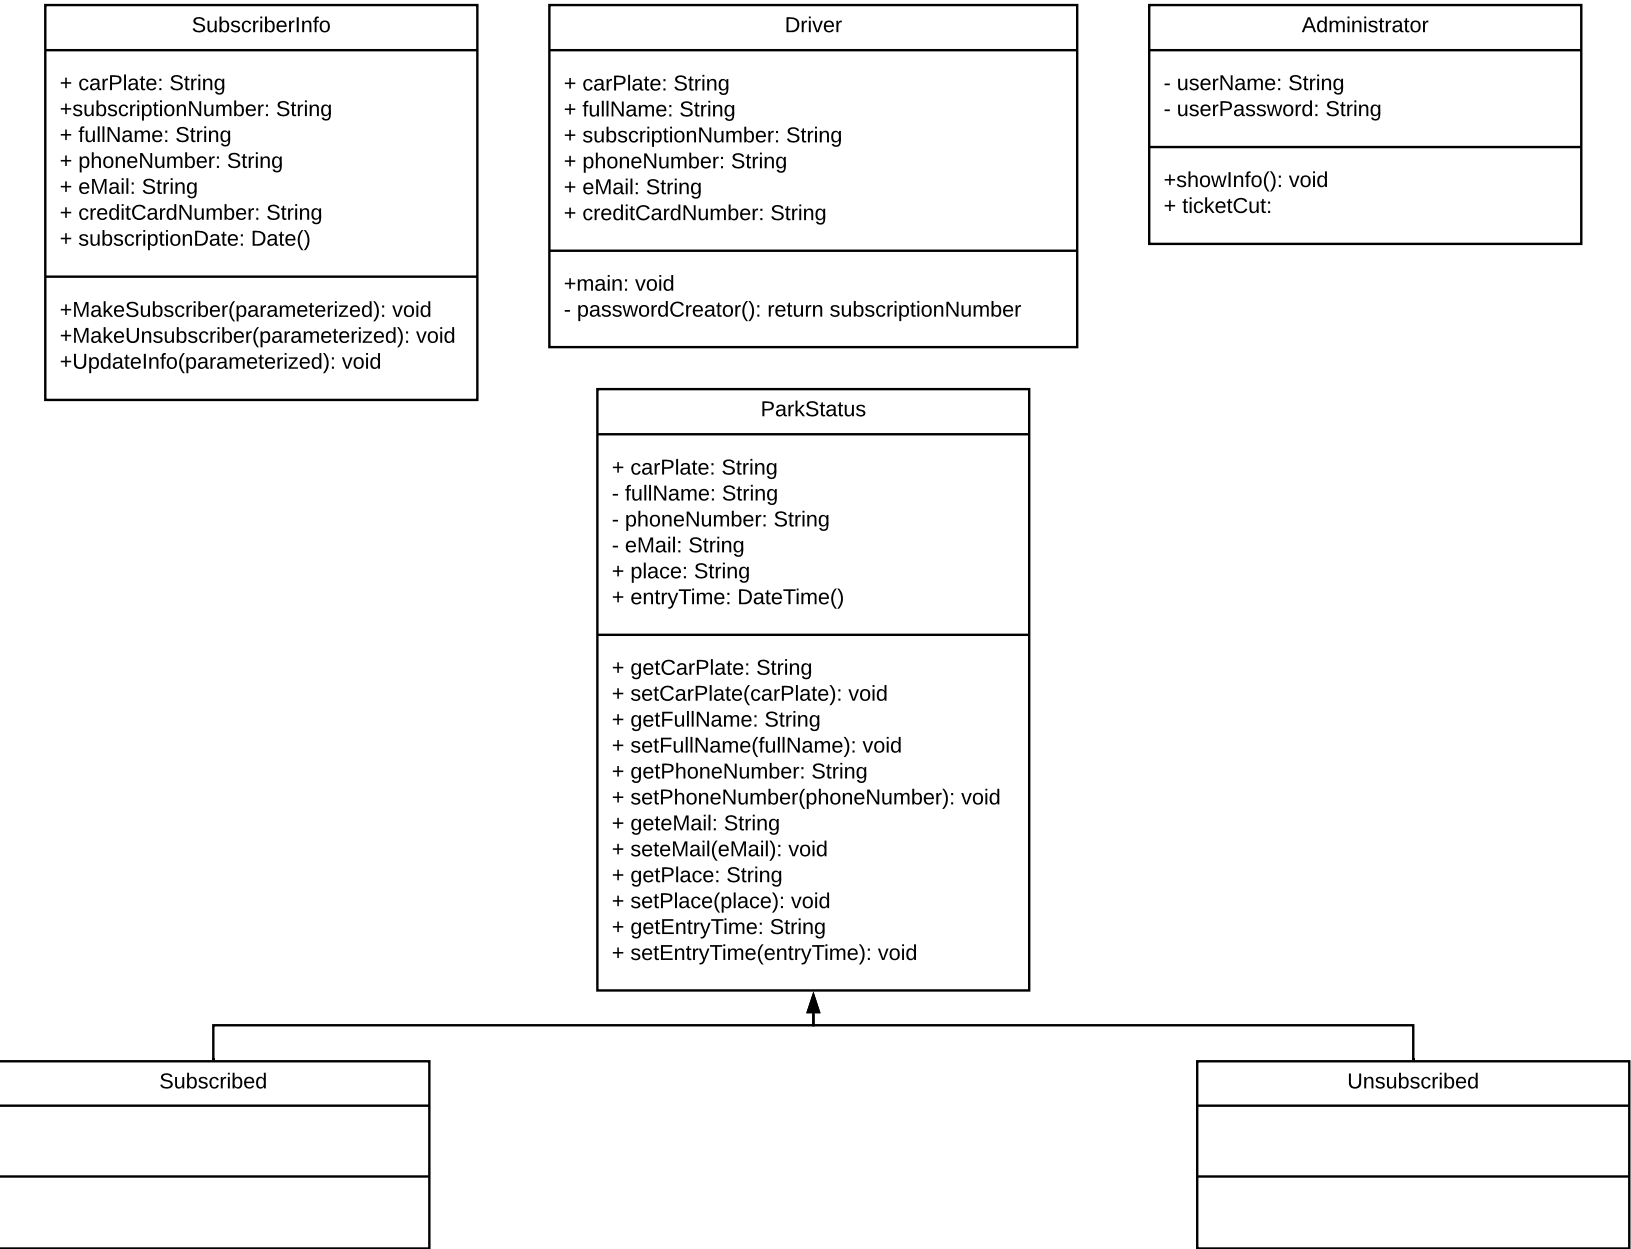 SubscriberInfo
+ carPlate: String
+subscriptionNumber: String
+ fullName: String
+ phoneNumber: String
+ eMail: String
+ creditCardNumber: String
+ subscriptionDate: Date()
+MakeSubscriber(parameterized): void
+MakeUnsubscriber(parameterized): void
+UpdateInfo(parameterized): void
Driver
+ carPlate: String
+ fullName: String
+ subscriptionNumber: String
+ phoneNumber: String
+ eMail: String
+ creditCardNumber: String
+main: void
- passwordCreator(): return subscriptionNumber
Administrator
- userName: String
- userPassword: String
+showInfo(): void
+ ticketCut:
ParkStatus
+ carPlate: String
- fullName: String
- phoneNumber: String
- eMail: String
+ place: String
+ entryTime: DateTime()
+ getCarPlate: String
+ setCarPlate(carPlate): void
+ getFullName: String
+ setFullName(fullName): void
+ getPhoneNumber: String
+ setPhoneNumber(phoneNumber): void
+ geteMail: String
+ seteMail(eMail): void
+ getPlace: String
+ setPlace(place): void
+ getEntryTime: String
+ setEntryTime(entryTime): void
Subscribed
Unsubscribed